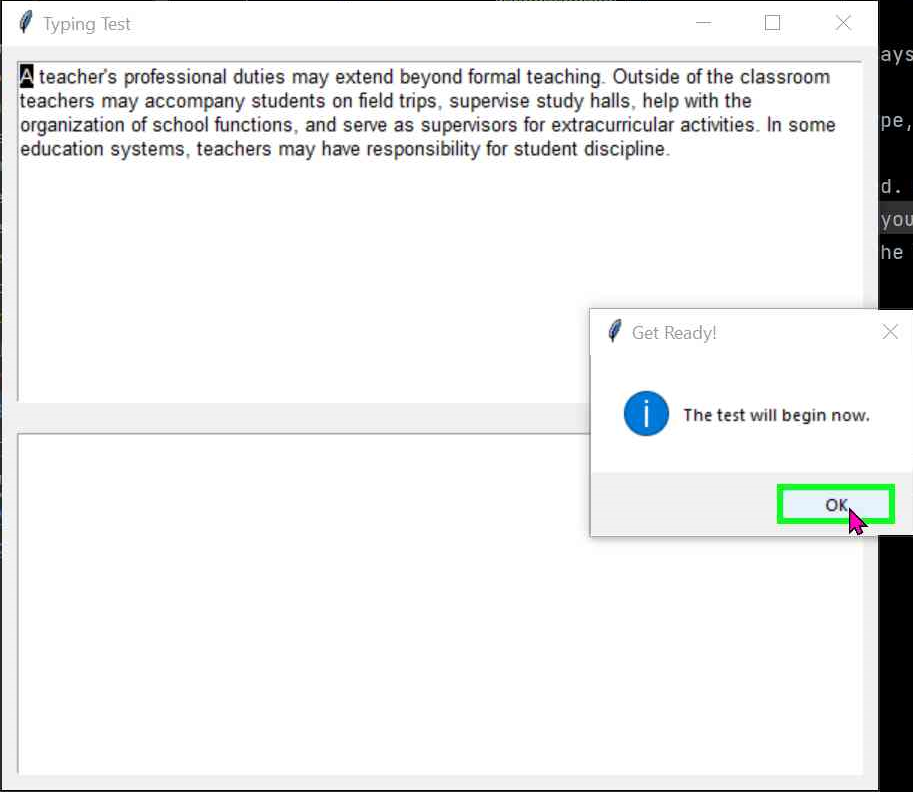 Typing Test
A teacher's professional duties may extend beyond formal teaching. Outside of the classroom
teachers may accompany students on field trips, supervise study halls, help with the
organization of school functions, and serve as supervisors for extracurricular activities. In some
education systems, teachers may have responsibility for student discipline.
ays
pe,
d.
you
he
Get Ready!
The test will begin now.
OK